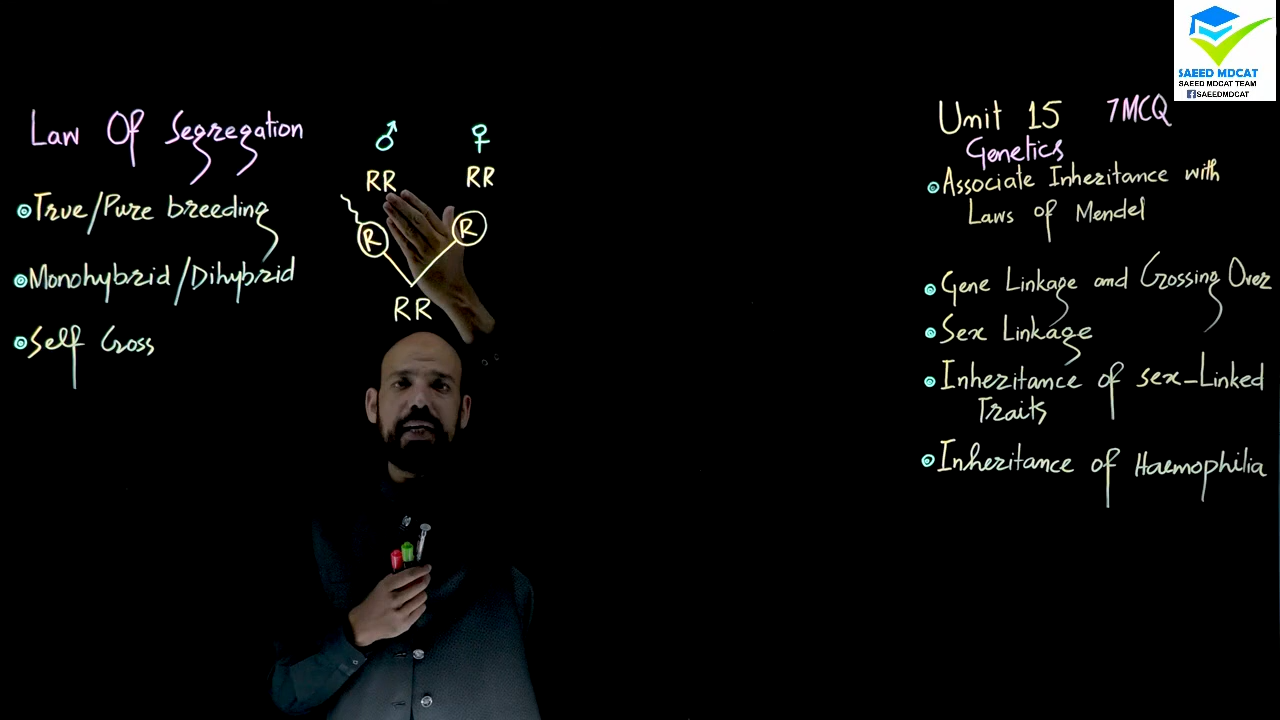 Law Of Segregation
True/Pure breeding
Monohybrid/Dihybrid
Self Cross
♂ ♀
RR RR
R R
RR
SAEED MDCAT
SAEED MDCAT TEAM
SAEEDMDCAT
Unit 15 7MCQ
Genetics
Associate Inheritance with
Laws of Mendel
Gene Linkage and Crossing Over
Sex Linkage
Inheritance of sex-Linked
Traits
Inheritance of Haemophilia